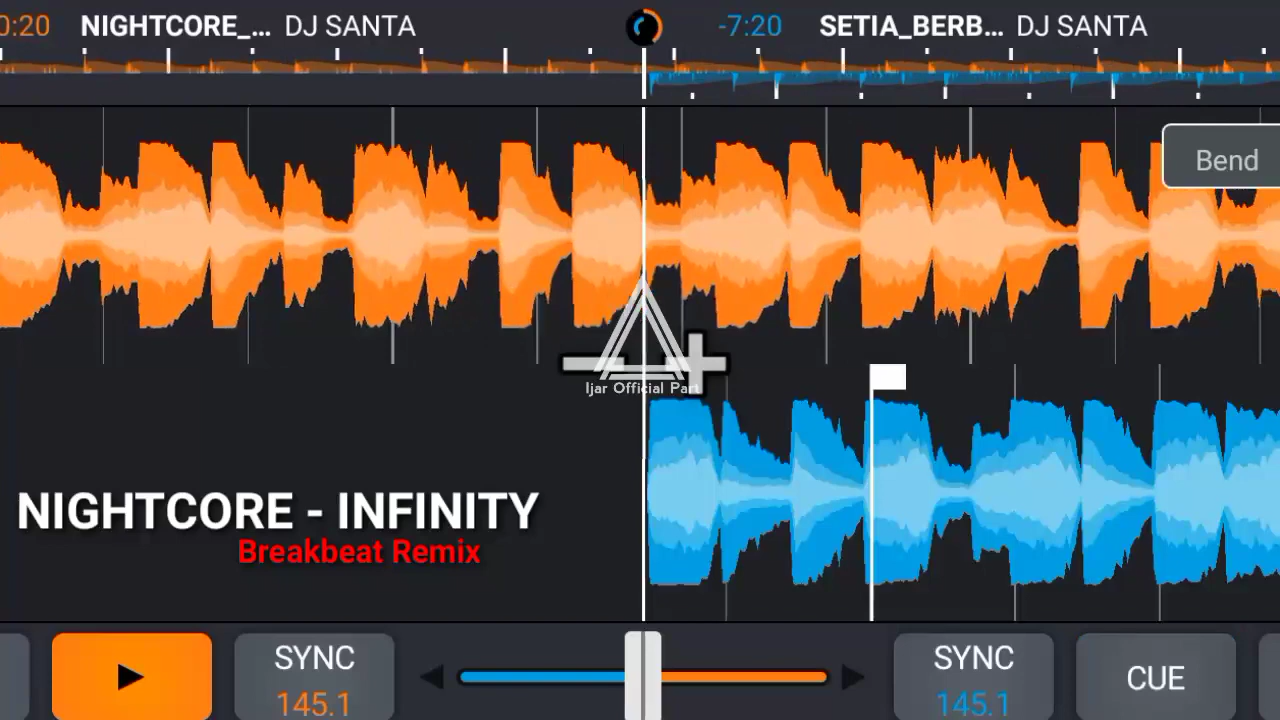 0:20 NIGHTCORE_... DJ SANTA
-7:20 SETIA_BERB... DJ SANTA
Bend
Ijar Official Part
NIGHTCORE - INFINITY
Breakbeat Remix
SYNC
145.1
SYNC
145.1
CUE